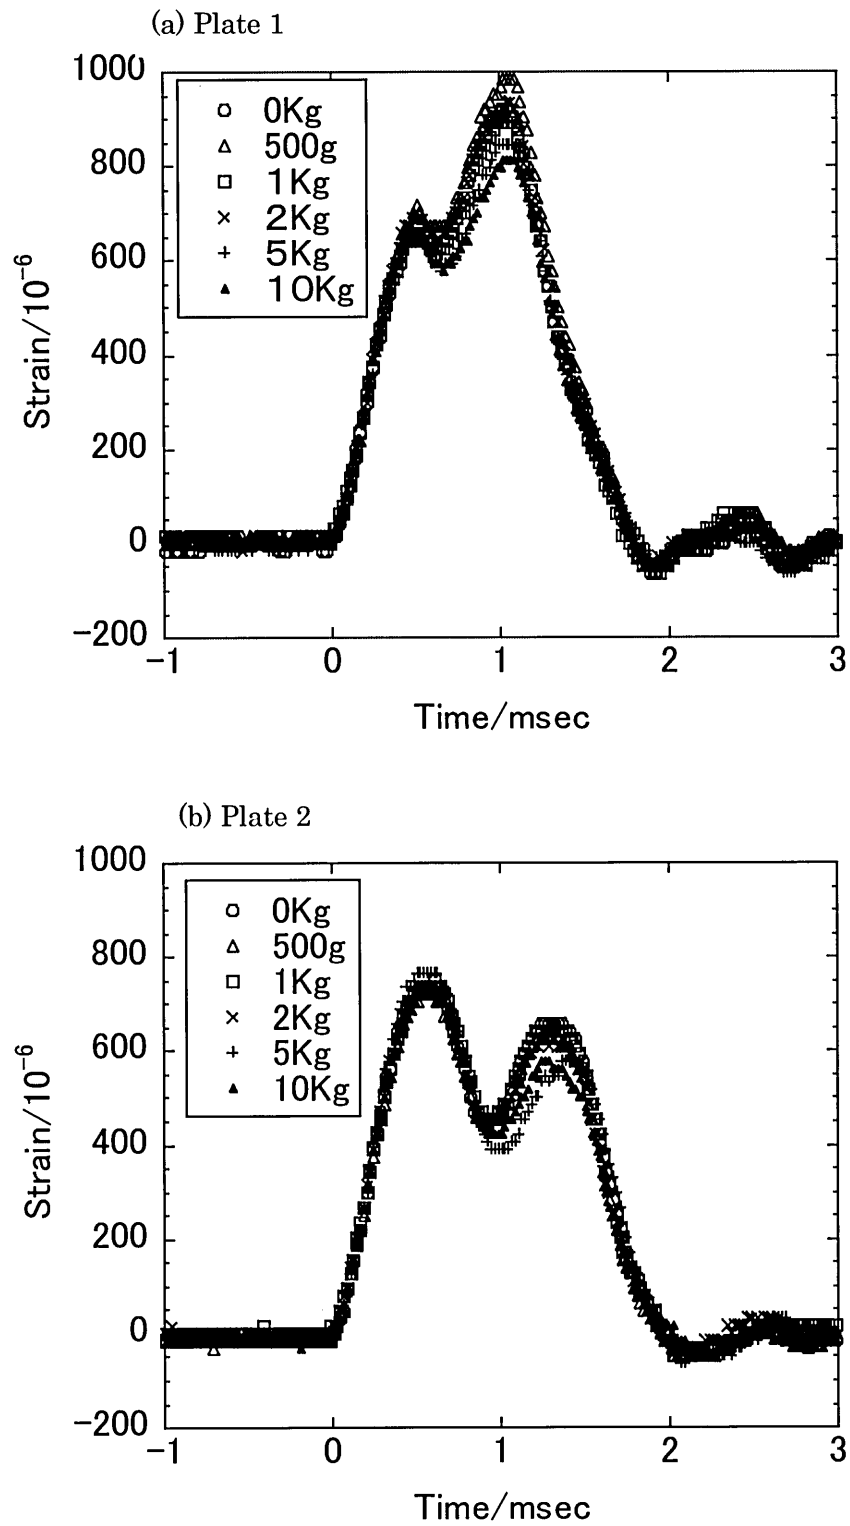 (a) Plate 1
1000
800
600
400
200
0
-200
0Kg
500g
1Kg
2Kg
5Kg
10Kg
Strain/10⁻⁶
-1 0 1 2 3
Time/msec
(b) Plate 2
1000
800
600
400
200
0
-200
0Kg
500g
1Kg
2Kg
5Kg
10Kg
Strain/10⁻⁶
-1 0 1 2 3
Time/msec